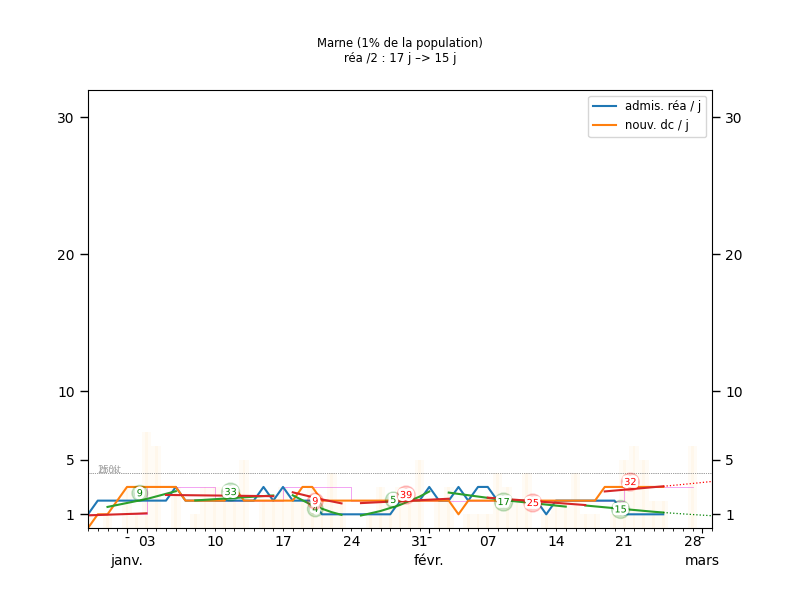 Marne (1% de la population)
réa /2 : 17 j –> 15 j
admis. réa / j
nouv. dc / j
30 30
20 20
10 10
5 5
1 1
9 33 9 4 5 39 17 25 32 15
03 10 17 24 31 07 14 21 28
janv. févr. mars